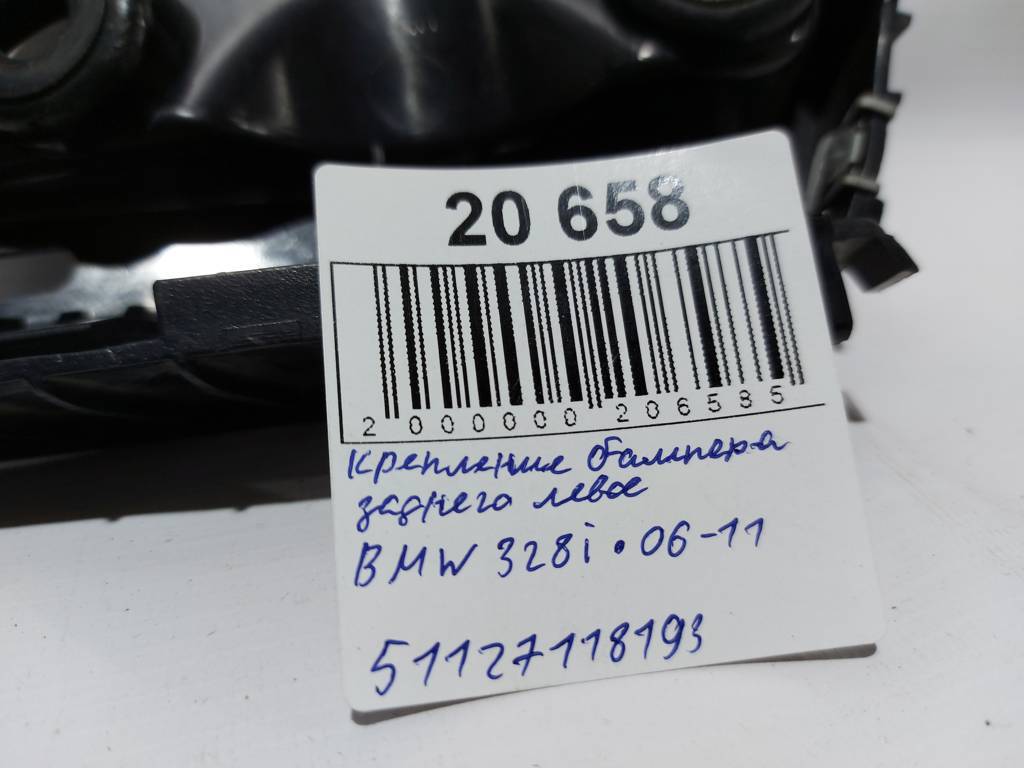 20 658
2 000000 206585
крепление бампера
заднего левое
BMW 328i • 06-11
51127118193